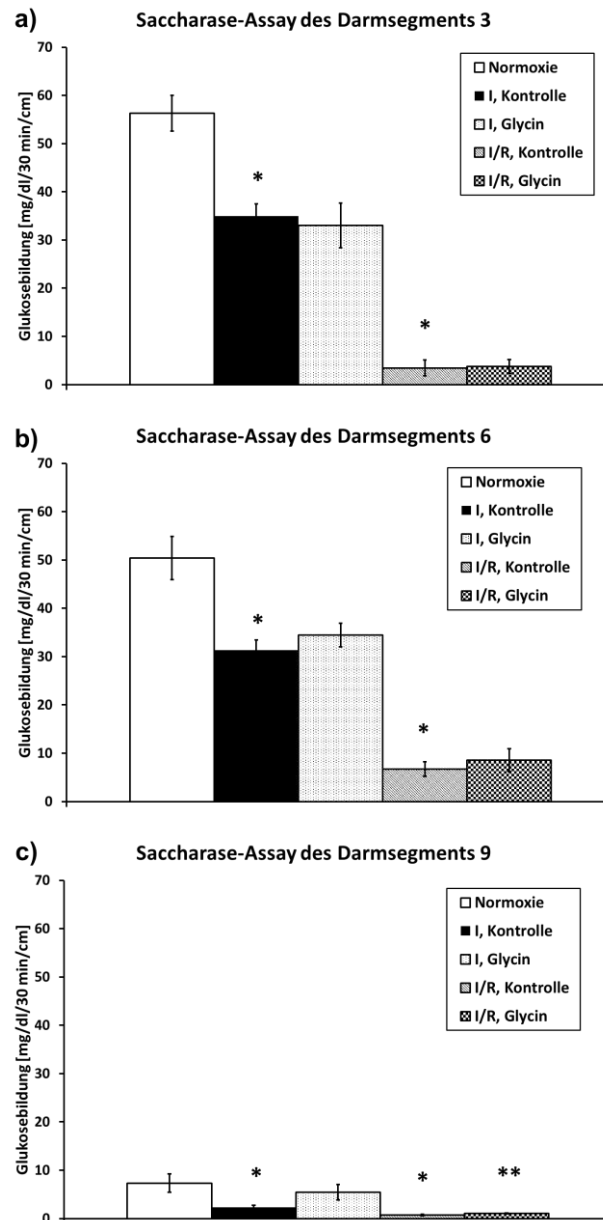 a)
Saccharase-Assay des Darmsegments 3
Glukosebildung [mg/dl/30 min/cm]
70
60
50
40
30
20
10
0
*
*
Normoxie
I, Kontrolle
I, Glycin
I/R, Kontrolle
I/R, Glycin
b)
Saccharase-Assay des Darmsegments 6
Glukosebildung [mg/dl/30 min/cm]
70
60
50
40
30
20
10
0
*
*
Normoxie
I, Kontrolle
I, Glycin
I/R, Kontrolle
I/R, Glycin
c)
Saccharase-Assay des Darmsegments 9
Glukosebildung [mg/dl/30 min/cm]
70
60
50
40
30
20
10
0
*
*
**
Normoxie
I, Kontrolle
I, Glycin
I/R, Kontrolle
I/R, Glycin